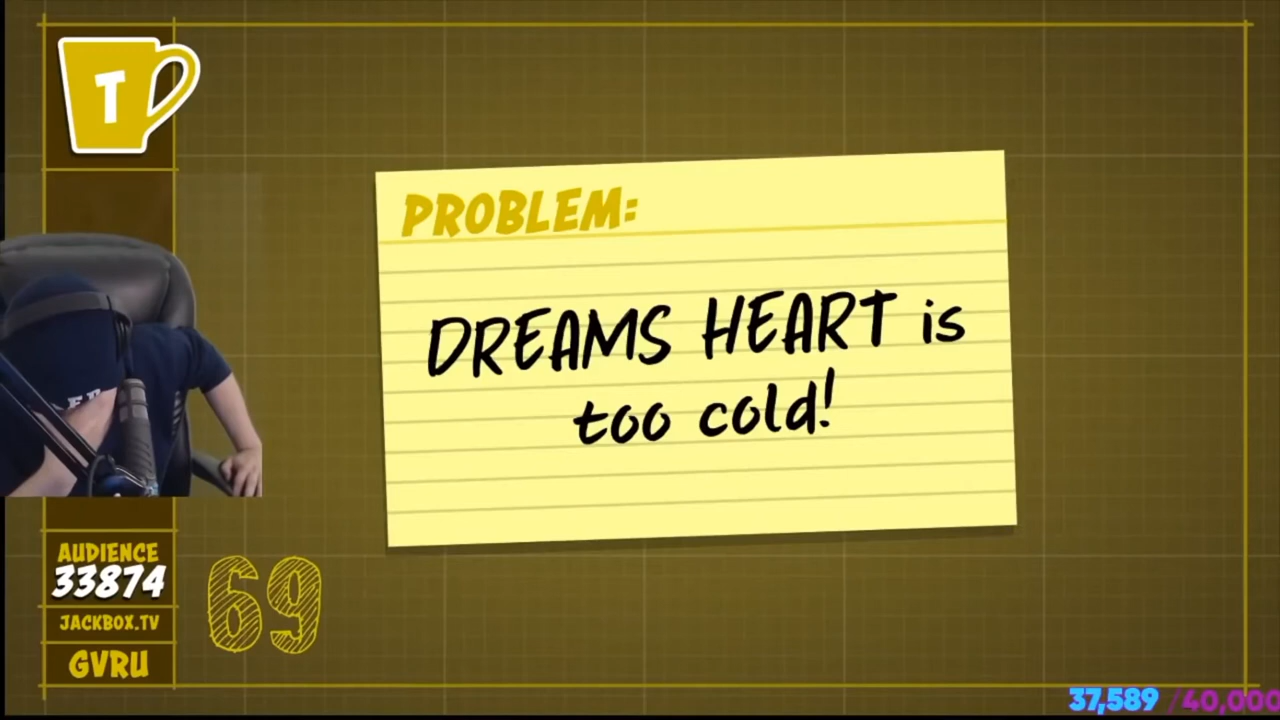 T
PROBLEM:
DREAMS HEART is
too cold!
AUDIENCE
33874
JACKBOX.TV
GVRU
69
37,589 /40,000